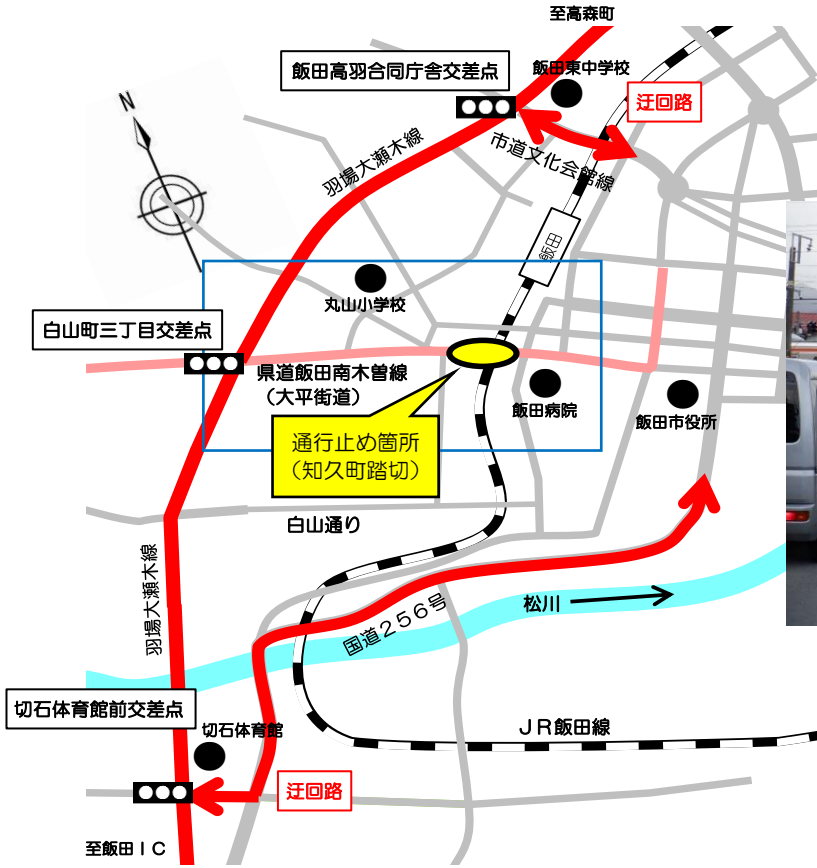 至高森町
飯田高羽合同庁舎交差点
飯田東中学校
迂回路
N
市道文化会館線
羽場大瀬木線
飯田
丸山小学校
白山町三丁目交差点
県道飯田南木曽線
（大平街道）
飯田病院
飯田市役所
通行止め箇所
（知久町踏切）
白山通り
羽場大瀬木線
松川
国道２５６号
切石体育館前交差点
切石体育館
ＪＲ飯田線
迂回路
至飯田ＩＣ